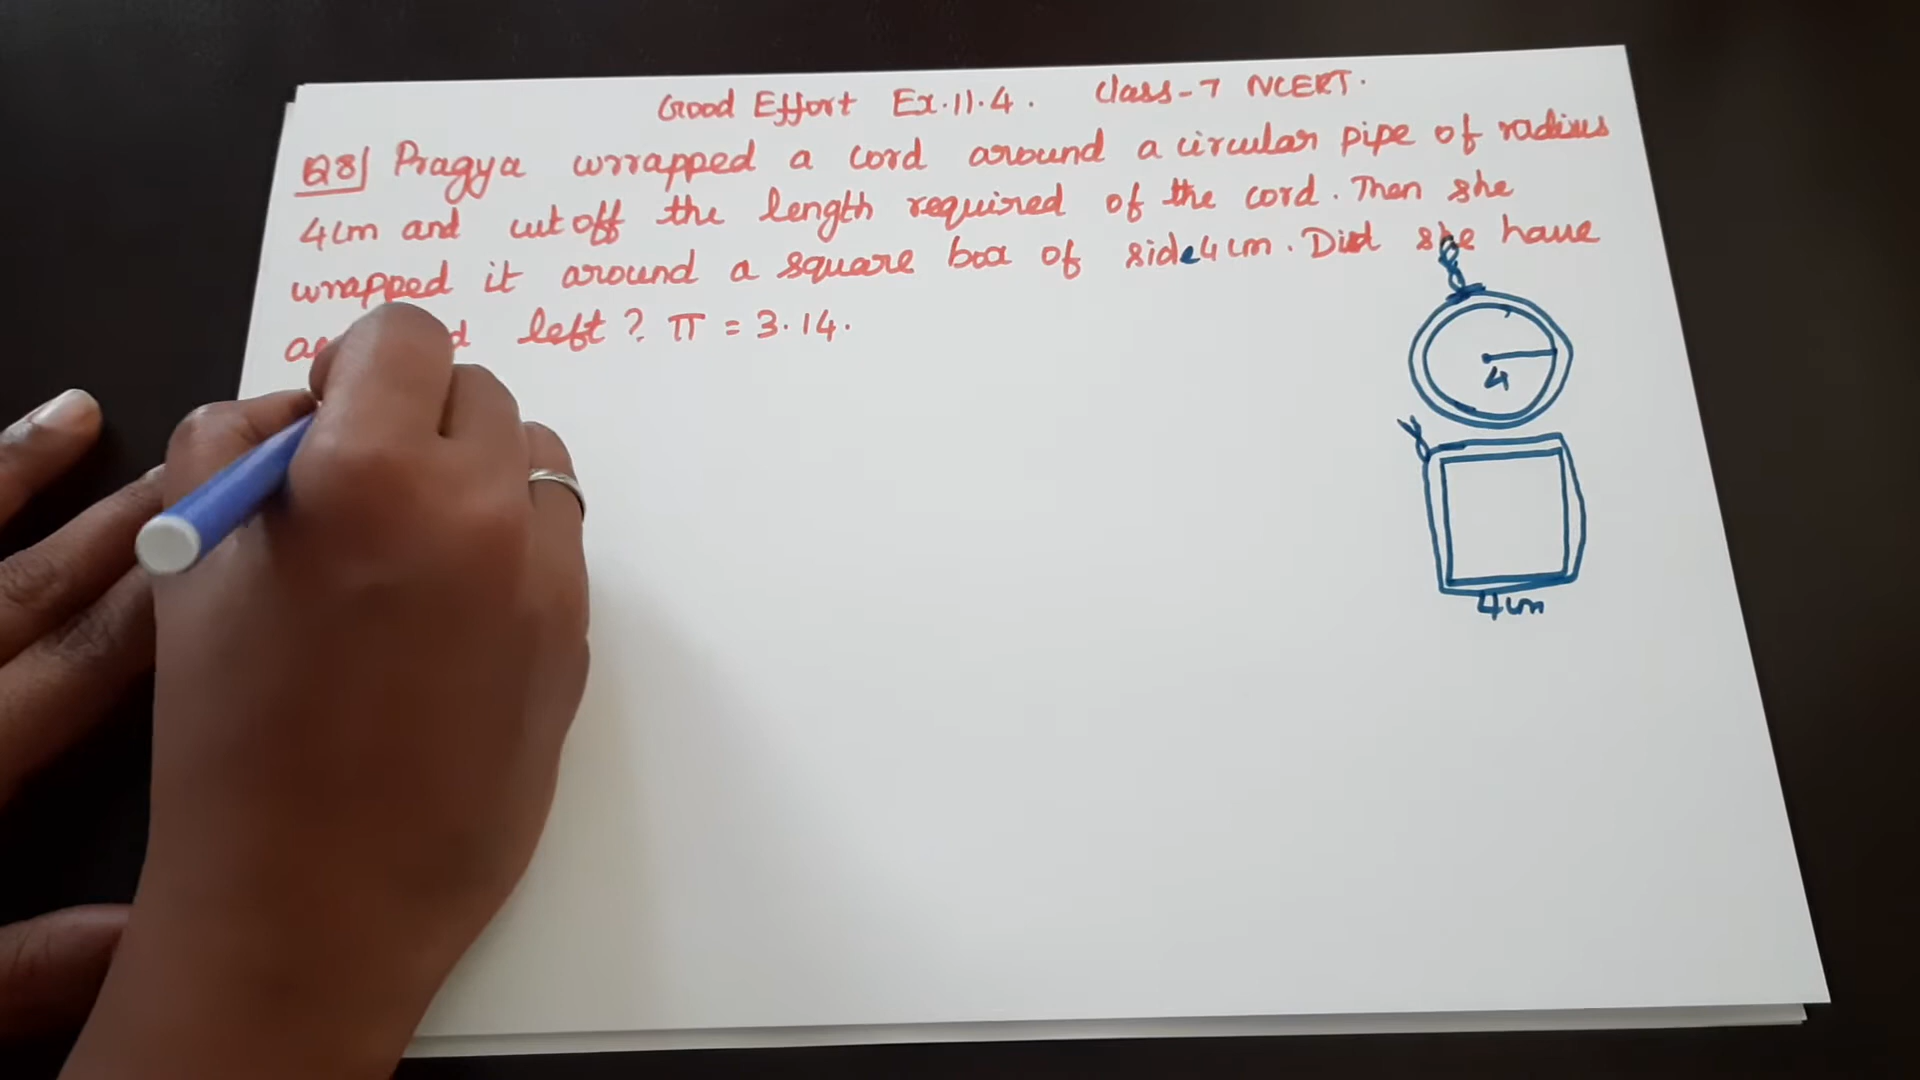 Good Effort Ex.11.4. Class-7 NCERT.
Q8| Pragya wrapped a cord around a circular pipe of radius
4cm and cut off the length required of the cord. Then she
wrapped it around a square box of side 4cm. Did she have
left? π = 3.14.
4
4cm